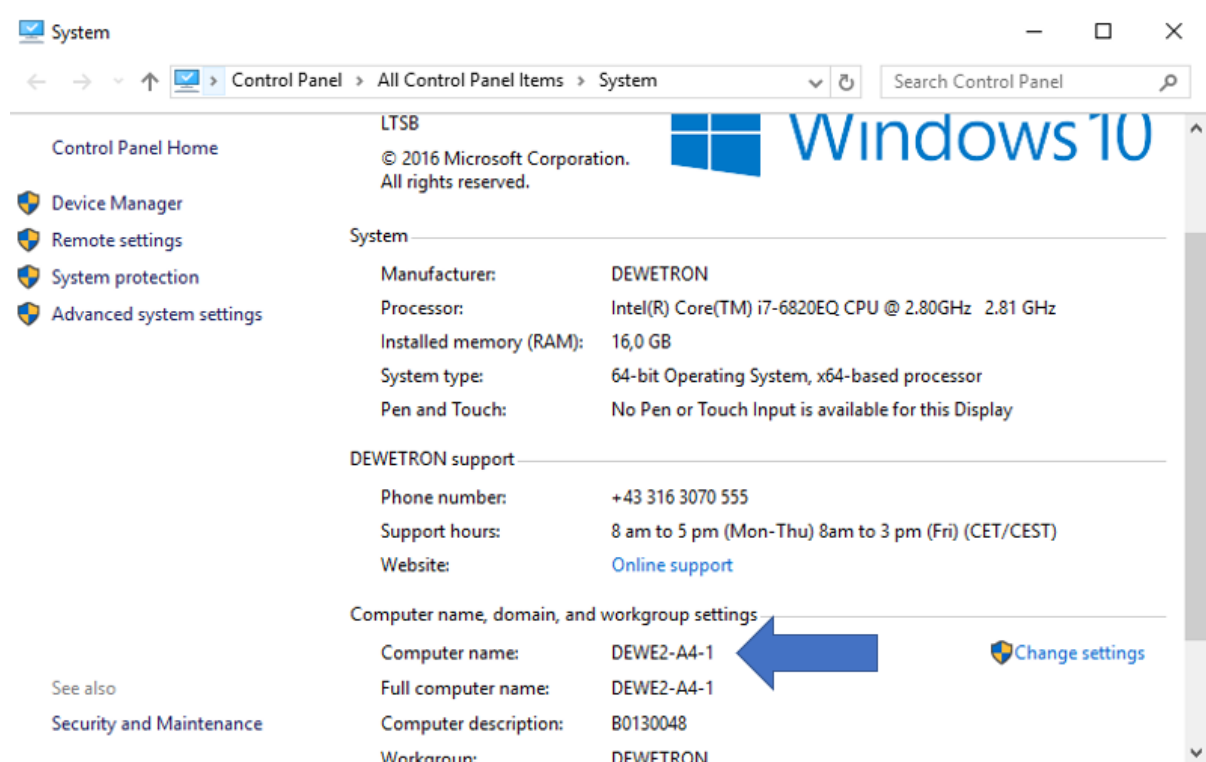 System
Control Panel > All Control Panel Items > System
Search Control Panel
Control Panel Home
Device Manager
Remote settings
System protection
Advanced system settings
See also
Security and Maintenance
LTSB
© 2016 Microsoft Corporation.
All rights reserved.
Windows 10
System
Manufacturer: DEWETRON
Processor: Intel(R) Core(TM) i7-6820EQ CPU @ 2.80GHz 2.81 GHz
Installed memory (RAM): 16,0 GB
System type: 64-bit Operating System, x64-based processor
Pen and Touch: No Pen or Touch Input is available for this Display
DEWETRON support
Phone number: +43 316 3070 555
Support hours: 8 am to 5 pm (Mon-Thu) 8am to 3 pm (Fri) (CET/CEST)
Website: Online support
Computer name, domain, and workgroup settings
Computer name: DEWE2-A4-1 Change settings
Full computer name: DEWE2-A4-1
Computer description: B0130048
Workgroup: DEWETRON